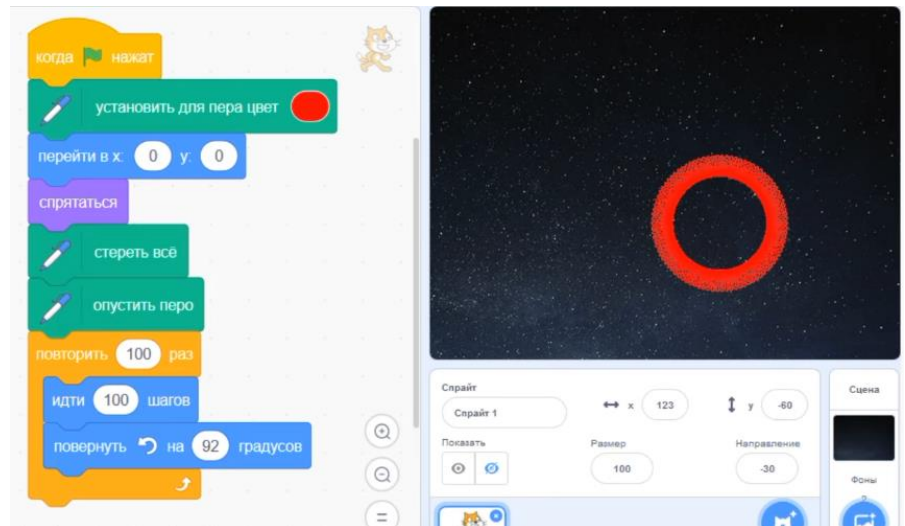 когда нажат
установить для пера цвет
перейти в x: 0 y: 0
спрятаться
стереть всё
опустить перо
повторить 100 раз
идти 100 шагов
повернуть на 92 градусов
Спрайт
Спрайт 1
x 123
y -60
Показать
Размер
100
Направление
-30
Сцена
Фоны
2